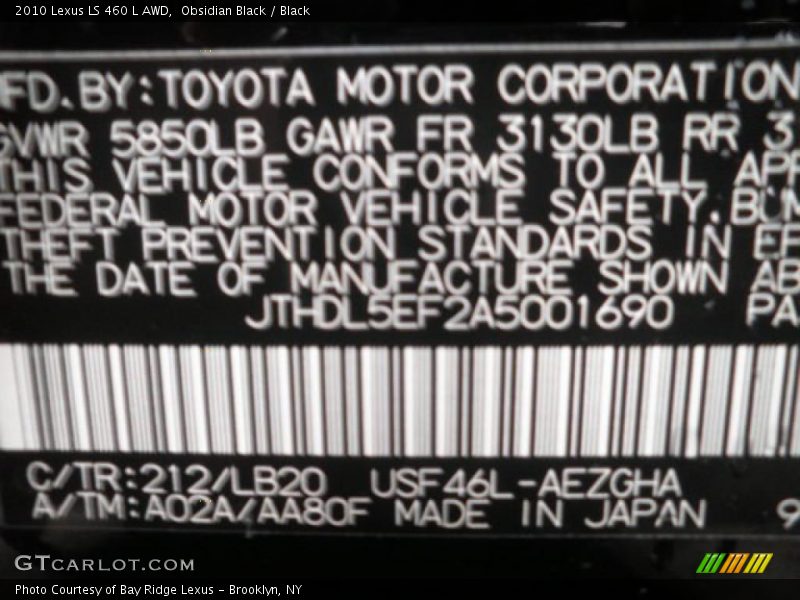 2010 Lexus LS 460 L AWD,  Obsidian Black / Black
MFD.BY:TOYOTA MOTOR CORPORATION
GVWR 5850LB GAWR FR 3130LB RR 3
THIS VEHICLE CONFORMS TO ALL APP
FEDERAL MOTOR VEHICLE SAFETY.BUM
THEFT PREVENTION STANDARDS IN EF
THE DATE OF MANUFACTURE SHOWN AB
JTHDL5EF2A5001690 PA
C/TR:212/LB20 USF46L-AEZGHA
A/TM:A02A/AA80F MADE IN JAPAN 9
GTCARLOT.COM
Photo Courtesy of Bay Ridge Lexus - Brooklyn, NY